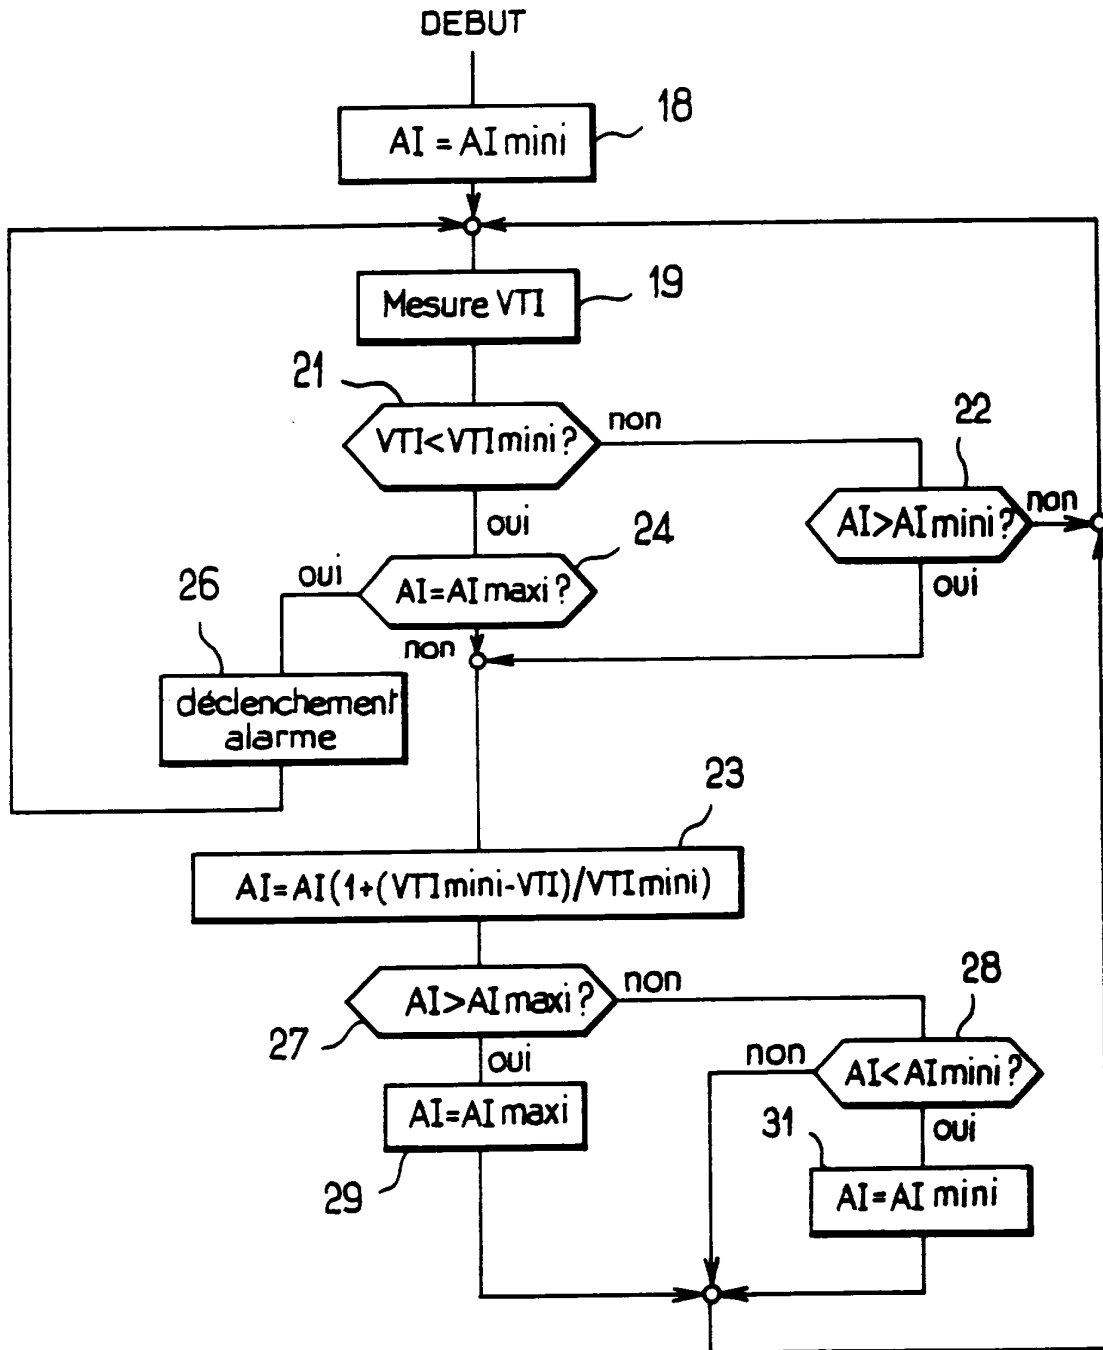 DEBUT
18
AI = AI mini
19
Mesure VTI
21
VTI<VTI mini?
non
22
AI>AI mini?
non
oui
oui
24
AI=AI maxi?
oui
non
26
déclenchement
alarme
23
AI=AI(1+(VTI mini-VTI)/VTI mini)
AI>AI maxi?
non
27
28
oui
non
AI<AI mini?
AI=AI maxi
31
oui
29
AI=AI mini